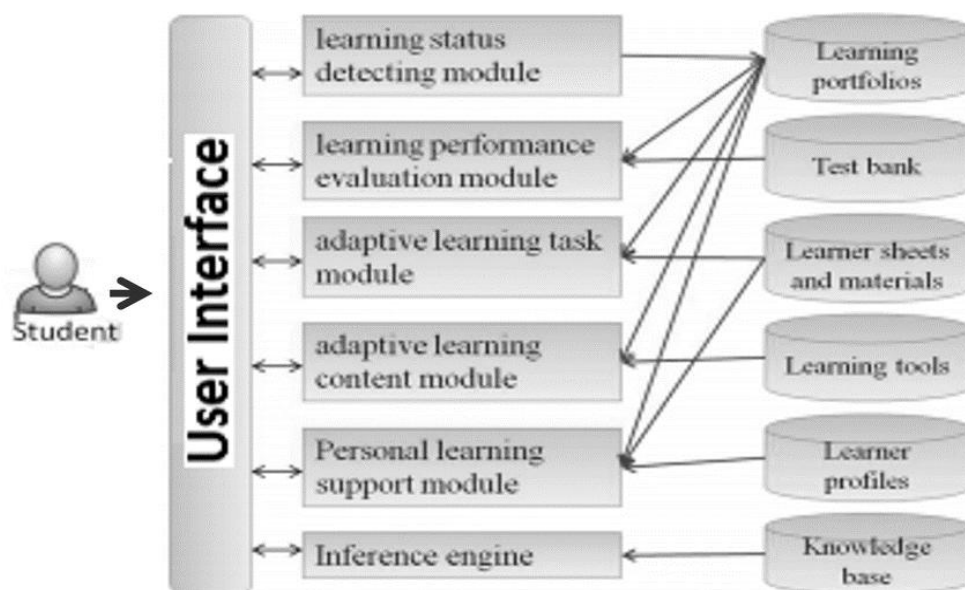 Student
User Interface
learning status
detecting module
learning performance
evaluation module
adaptive learning task
module
adaptive learning
content module
Personal learning
support module
Inference engine
Learning
portfolios
Test bank
Learner sheets
and materials
Learning tools
Learner
profiles
Knowledge
base